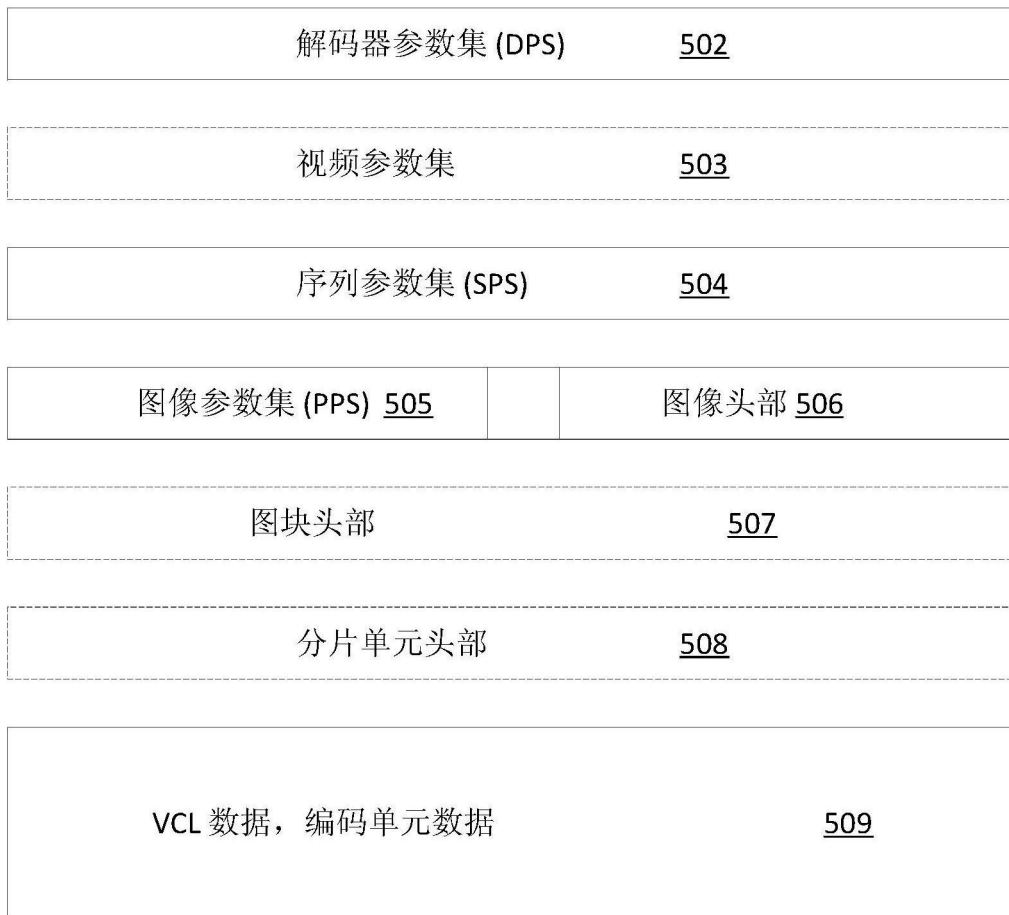 解码器参数集 (DPS) 502
视频参数集 503
序列参数集 (SPS) 504
图像参数集 (PPS) 505 图像头部 506
图块头部 507
分片单元头部 508
VCL 数据，编码单元数据 509